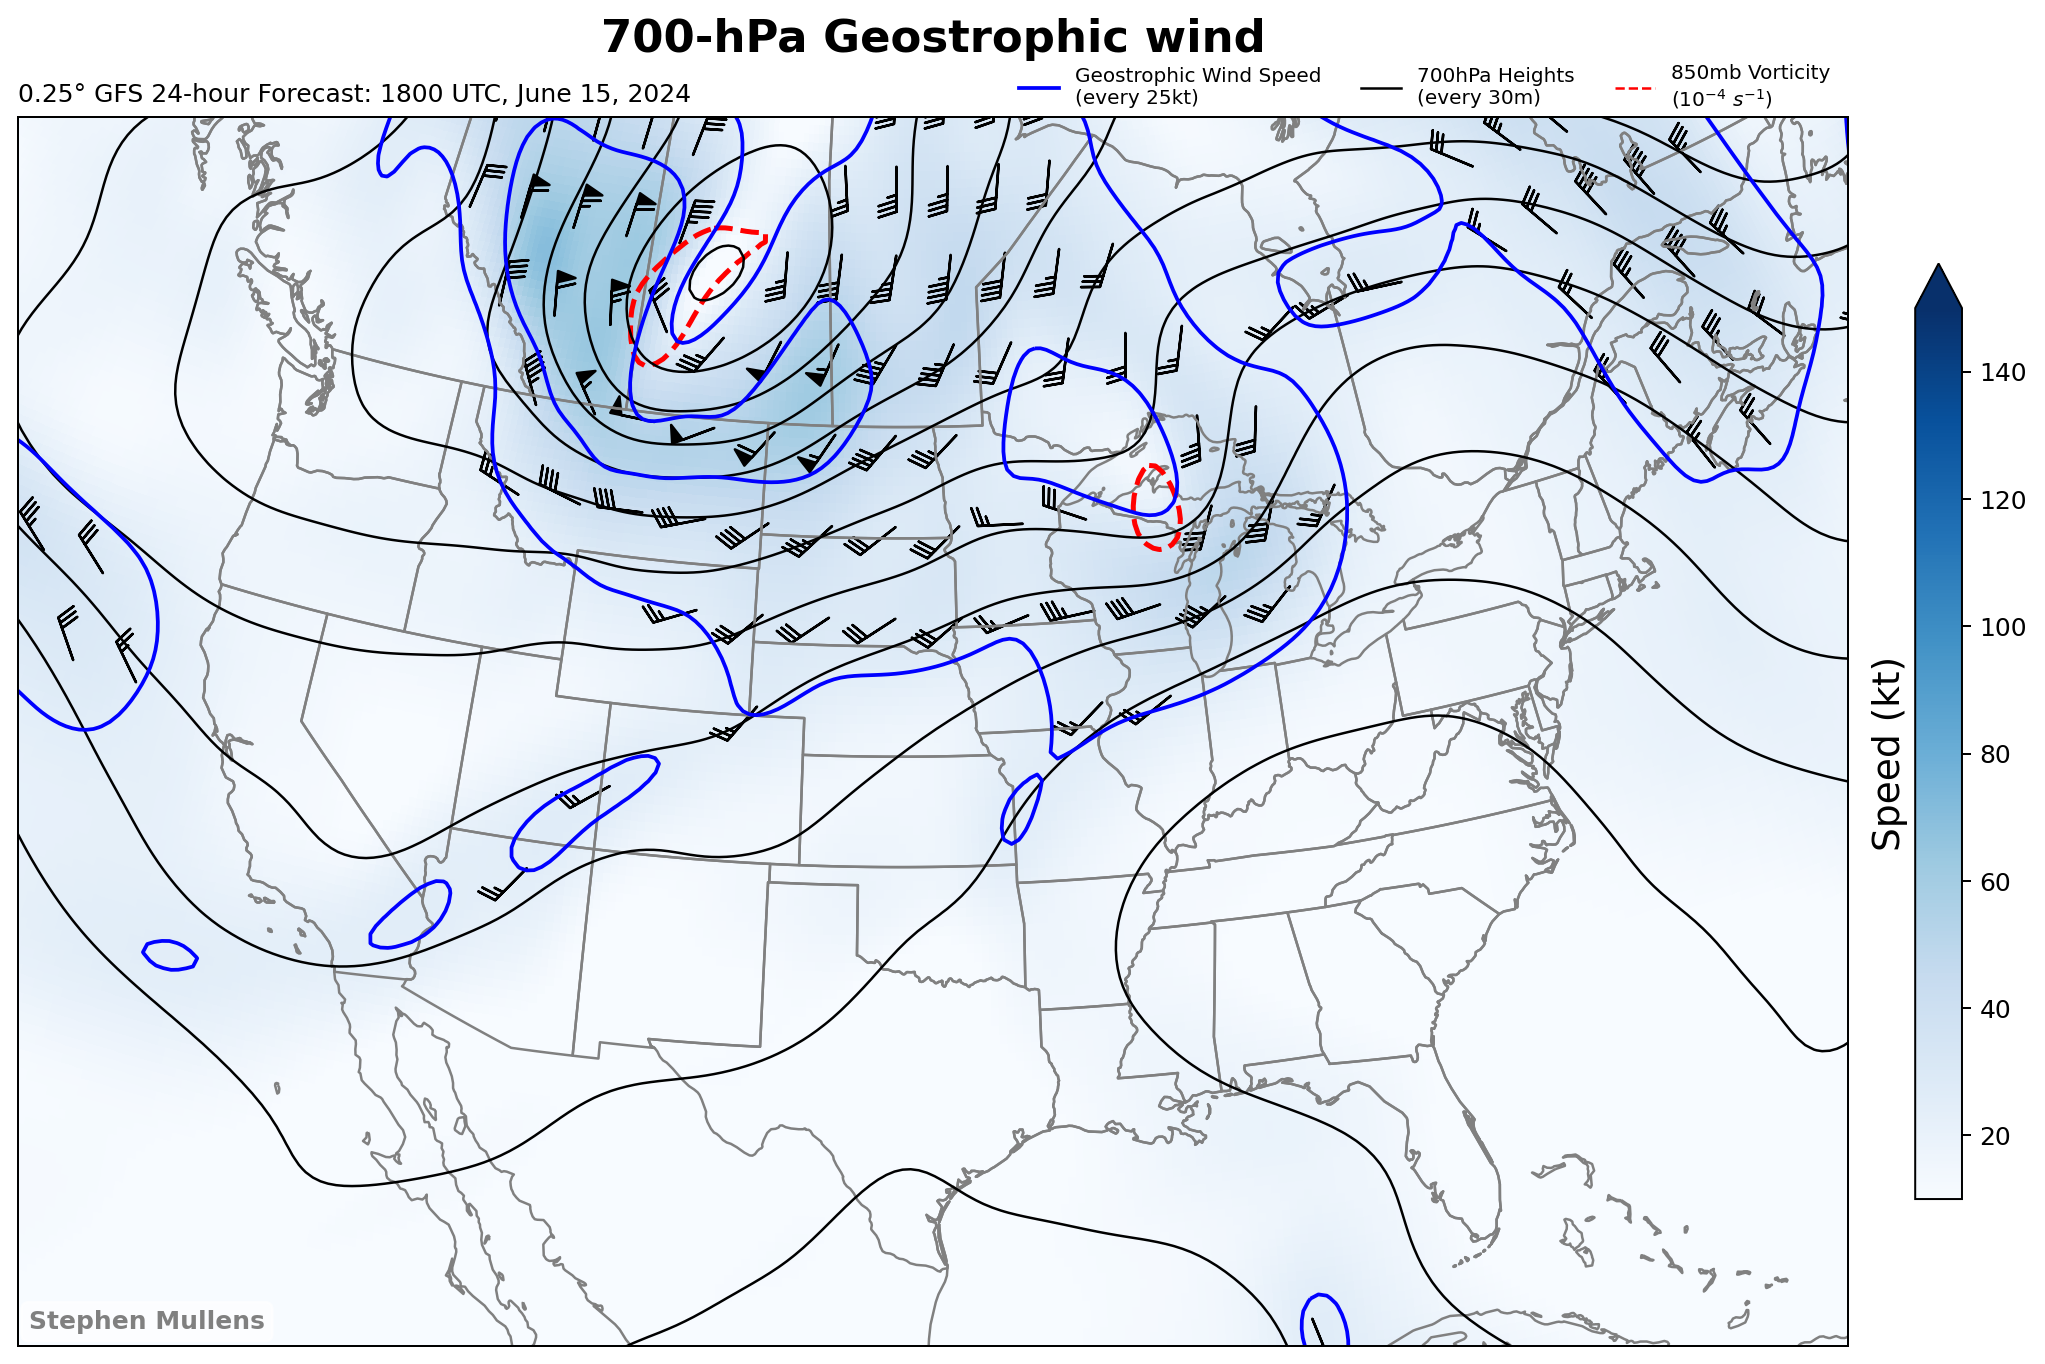 700-hPa Geostrophic wind
0.25° GFS 24-hour Forecast: 1800 UTC, June 15, 2024
Geostrophic Wind Speed
(every 25kt)
700hPa Heights
(every 30m)
850mb Vorticity
(10⁻⁴ s⁻¹)
140
120
100
80
60
40
20
Speed (kt)
Stephen Mullens